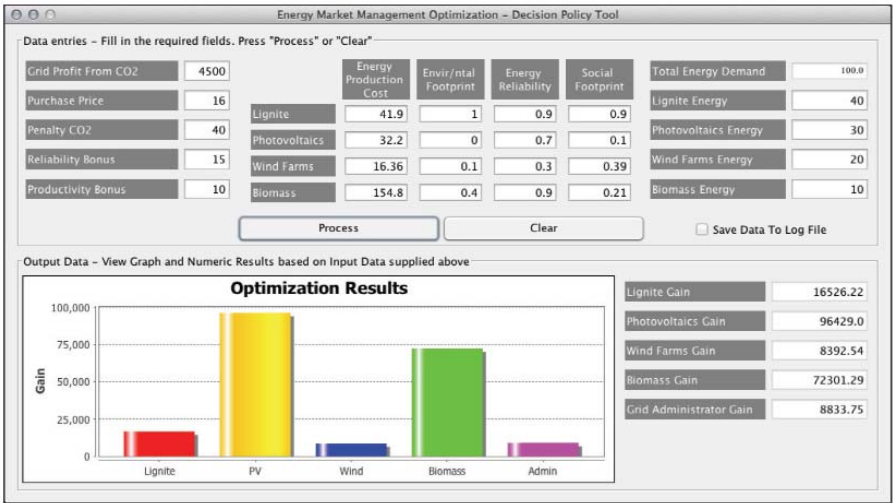 Energy Market Management Optimization – Decision Policy Tool
Data entries – Fill in the required fields. Press "Process" or "Clear"
Grid Profit From CO2 4500
Purchase Price 16
Penalty CO2 40
Reliability Bonus 15
Productivity Bonus 10
Energy Production Cost
Envir/ntal Footprint
Energy Reliability
Social Footprint
Lignite 41.9 1 0.9 0.9
Photovoltaics 32.2 0 0.7 0.1
Wind Farms 16.36 0.1 0.3 0.39
Biomass 154.8 0.4 0.9 0.21
Total Energy Demand 100.0
Lignite Energy 40
Photovoltaics Energy 30
Wind Farms Energy 20
Biomass Energy 10
Process
Clear
Save Data To Log File
Output Data – View Graph and Numeric Results based on Input Data supplied above
Optimization Results
Gain
100,000
75,000
50,000
25,000
0
Lignite PV Wind Biomass Admin
Lignite Gain 16526.22
Photovoltaics Gain 96429.0
Wind Farms Gain 8392.54
Biomass Gain 72301.29
Grid Administrator Gain 8833.75